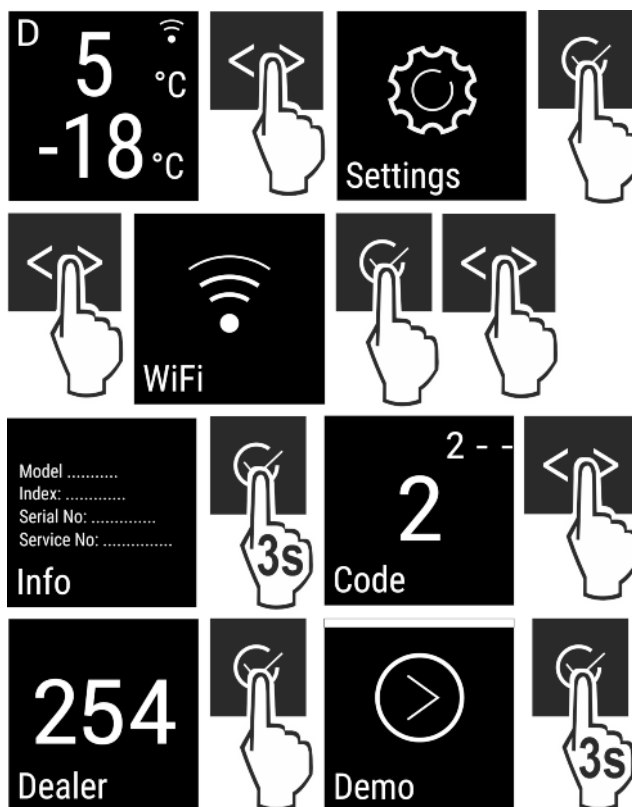 D
5 °C
-18 °C
Settings
WiFi
Model ...........
Index: .............
Serial No: ..............
Service No: ...............
Info
3s
2 - -
2
Code
254
Dealer
Demo
3s